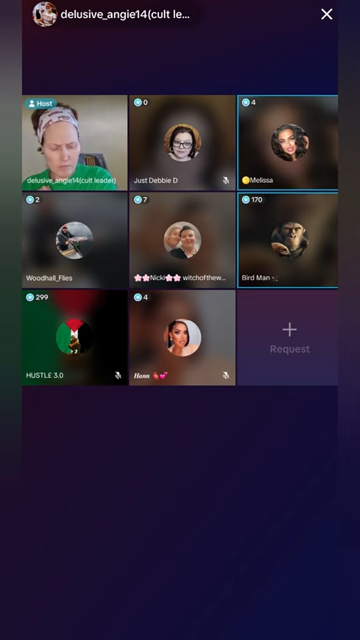 delusive_angie14(cult le...
Host
0
4
delusive_angie14(cult leader)
Just Debbie D
Melissa
2
7
170
Woodhall_Flies
🌸🌸Nickh🌸🌸 witchofthew...
Bird Man
299
4
HUSTLE 3.0
Hann
Request